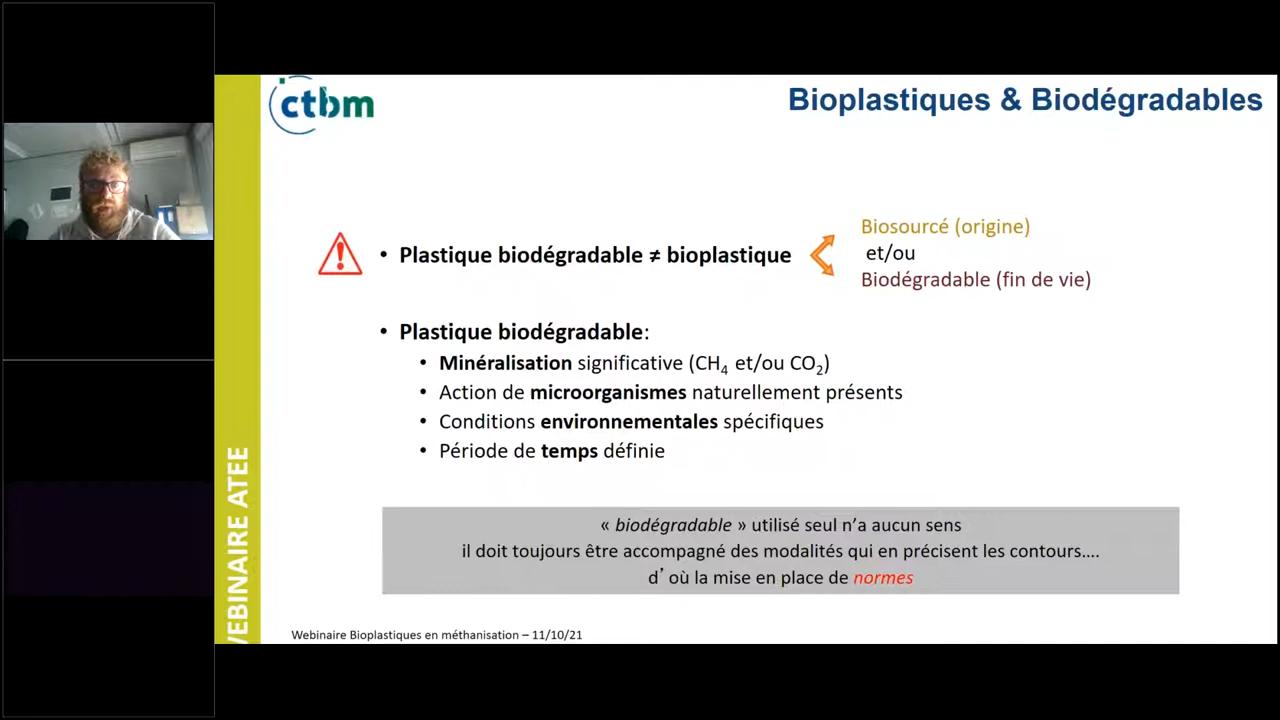 ctbm
Bioplastiques & Biodégradables
• Plastique biodégradable ≠ bioplastique
Biosourcé (origine)
et/ou
Biodégradable (fin de vie)
• Plastique biodégradable:
• Minéralisation significative (CH₄ et/ou CO₂)
• Action de microorganismes naturellement présents
• Conditions environnementales spécifiques
• Période de temps définie
« biodégradable » utilisé seul n’a aucun sens
il doit toujours être accompagné des modalités qui en précisent les contours....
d’ où la mise en place de normes
Webinaire Bioplastiques en méthanisation – 11/10/21
WEBINAIRE ATEE